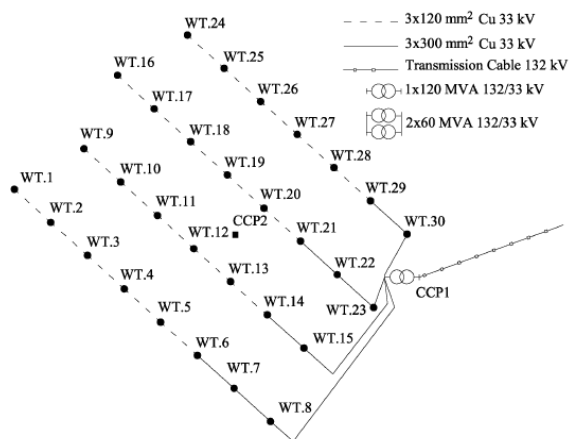 WT.24
3x120 mm² Cu 33 kV
3x300 mm² Cu 33 kV
WT.25
WT.16
Transmission Cable 132 kV
WT.26
1x120 MVA 132/33 kV
WT.17
2x60 MVA 132/33 kV
WT.27
WT.18
WT.9
WT.28
WT.19
WT.10
WT.1
WT.29
WT.20
WT.11
WT.2
CCP2
WT.30
WT.21
WT.12
WT.3
WT.22
WT.13
WT.4
CCP1
WT.23
WT.14
WT.5
WT.15
WT.6
WT.7
WT.8